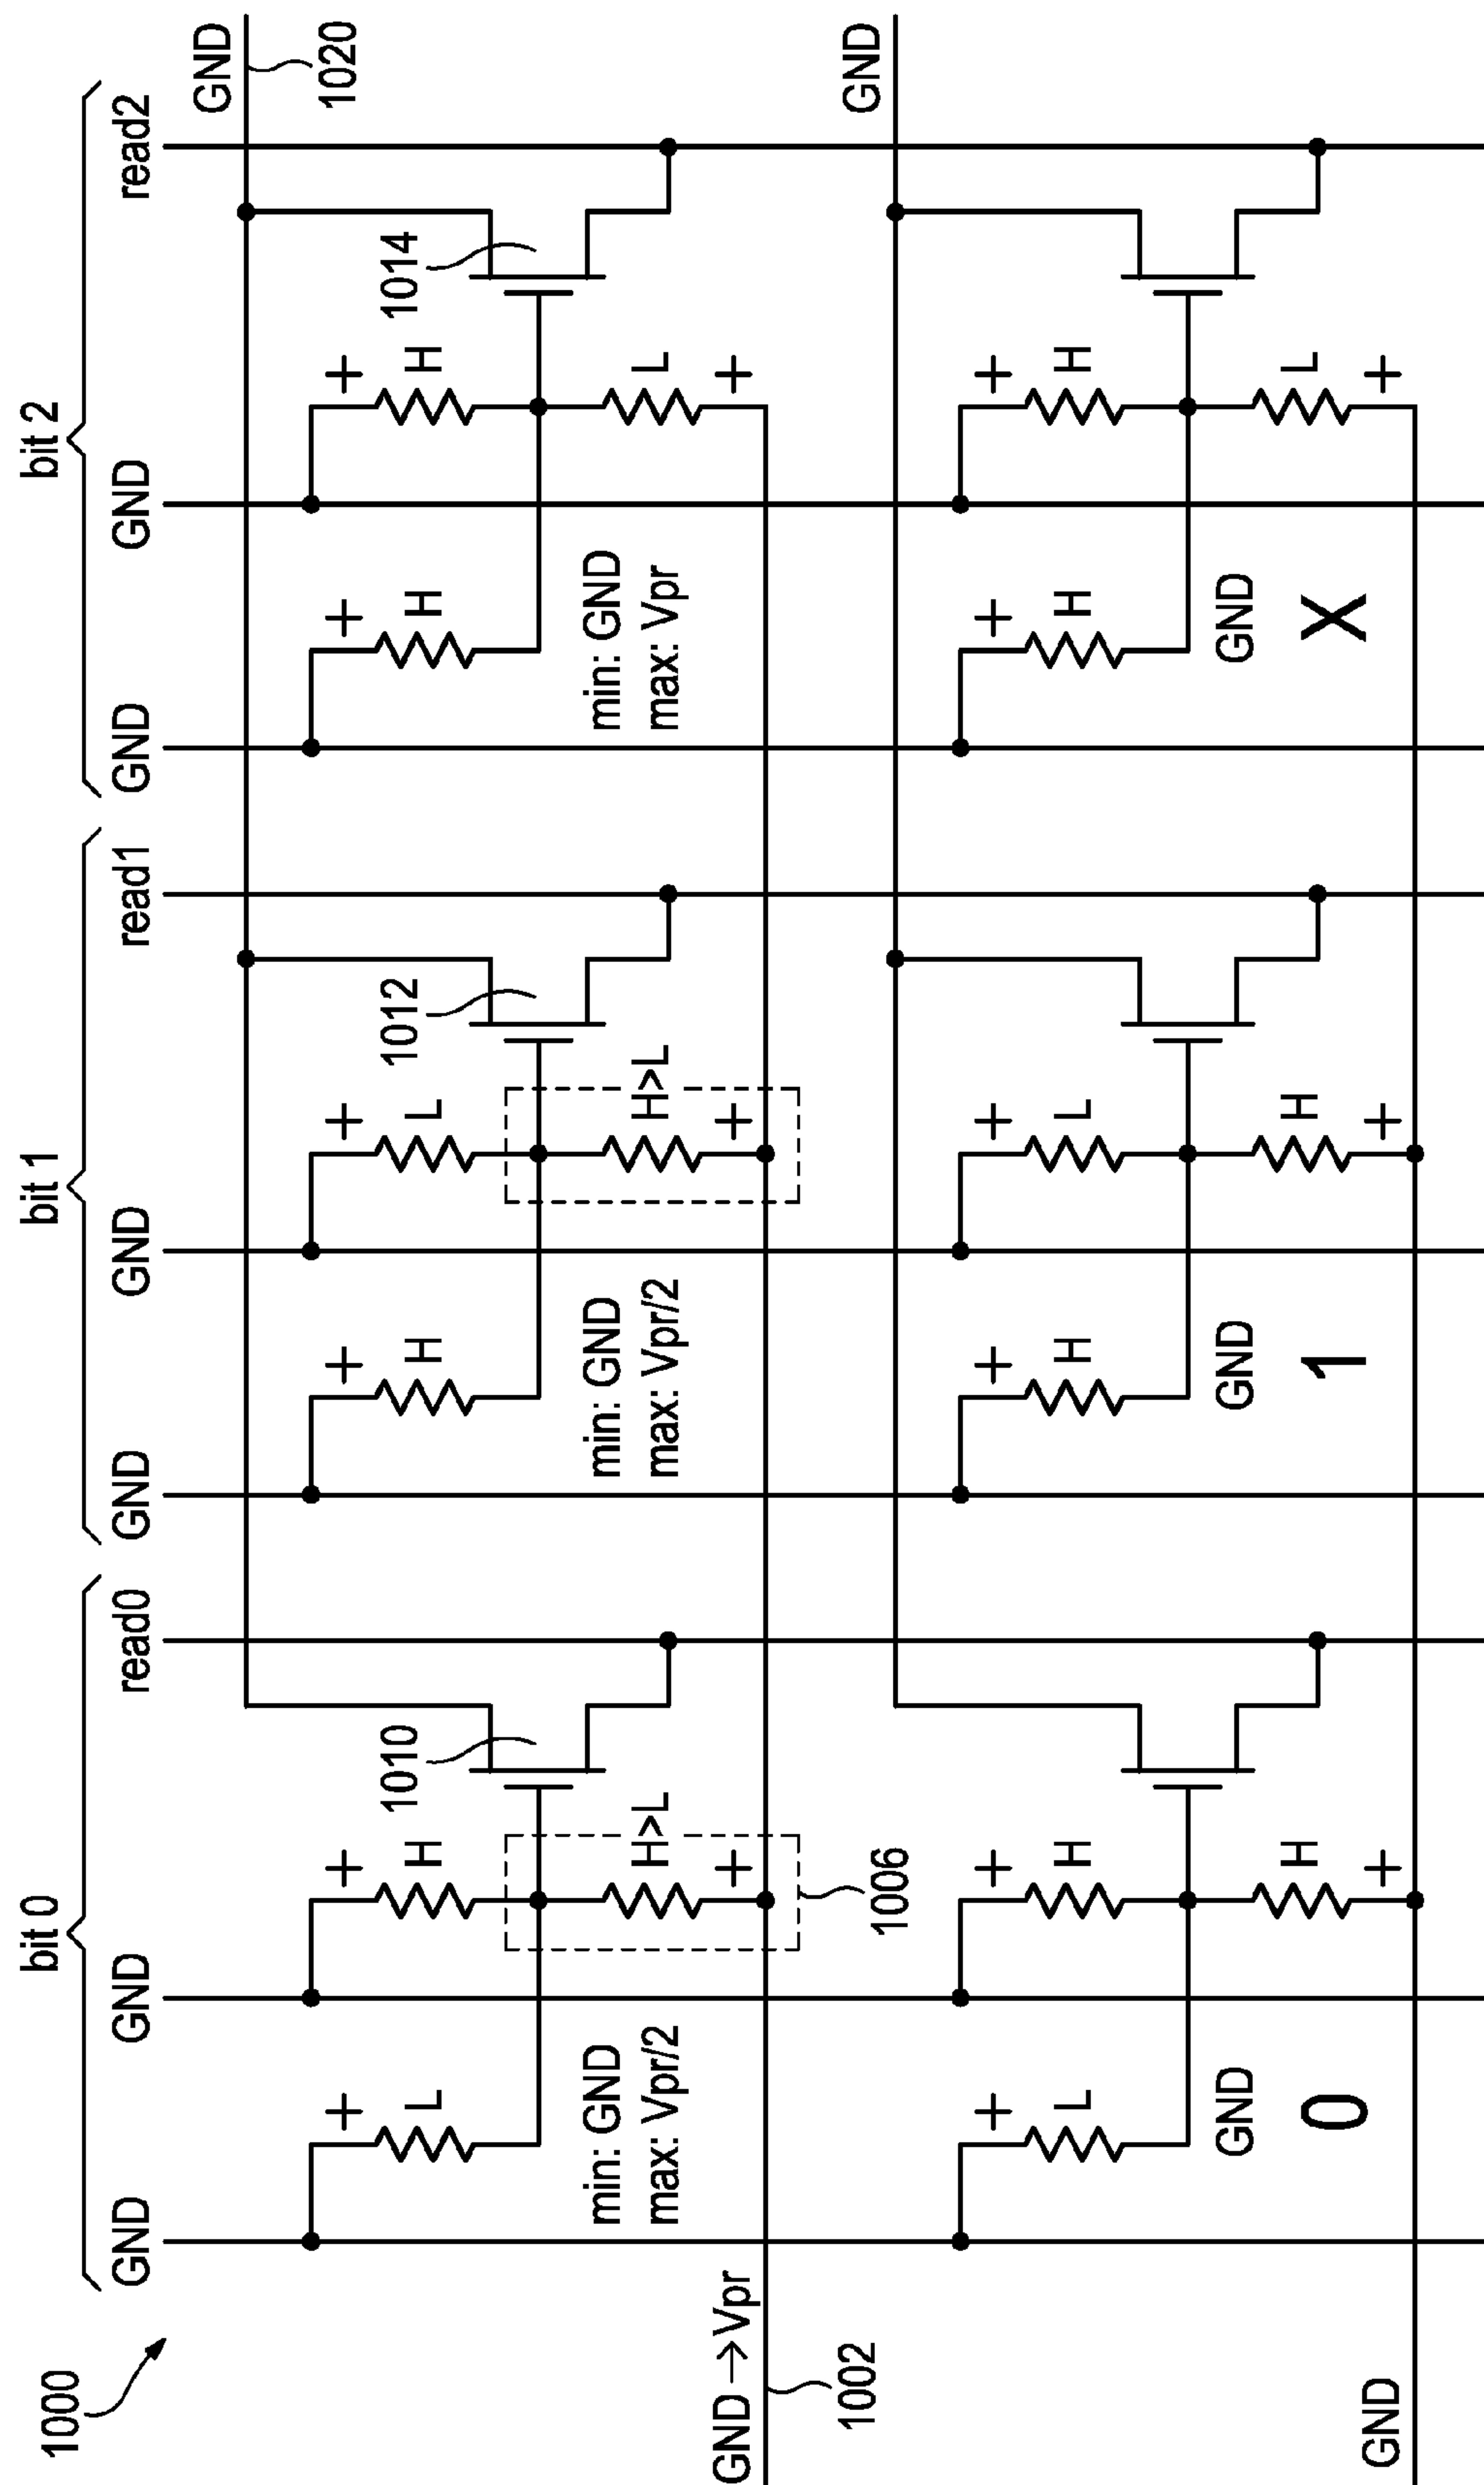 1000
bit 0
bit 1
bit 2
GND
GND
read0
GND
GND
read1
GND
GND
read2
GND
1020
+
L
+
H
1010
+
H
+
L
1012
+
H
+
H
1014
min: GND
max: Vpr/2
H>L
+
min: GND
max: Vpr/2
H>L
+
min: GND
max: Vpr
L
+
GND → Vpr
1002
1006
GND
+
L
+
H
+
H
+
L
+
H
+
H
GND
0
H
+
GND
1
H
+
GND
X
L
+
GND